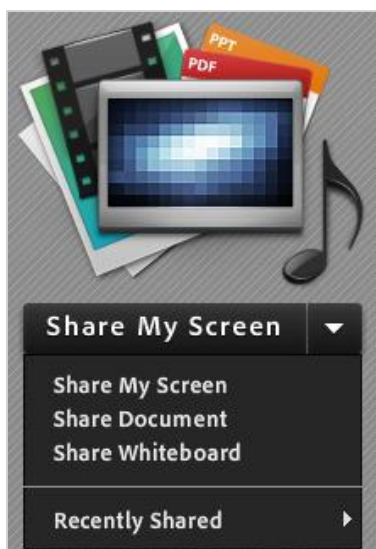 PPT
PDF
Share My Screen
Share My Screen
Share Document
Share Whiteboard
Recently Shared